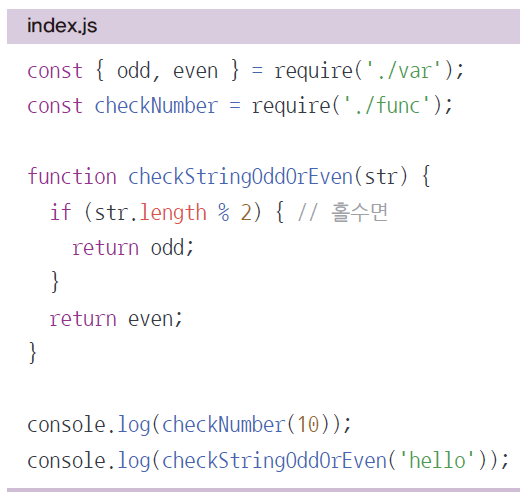 index.js
const { odd, even } = require('./var');
const checkNumber = require('./func');
function checkStringOddOrEven(str) {
if (str.length % 2) { // 홀수면
return odd;
}
return even;
}
console.log(checkNumber(10));
console.log(checkStringOddOrEven('hello'));